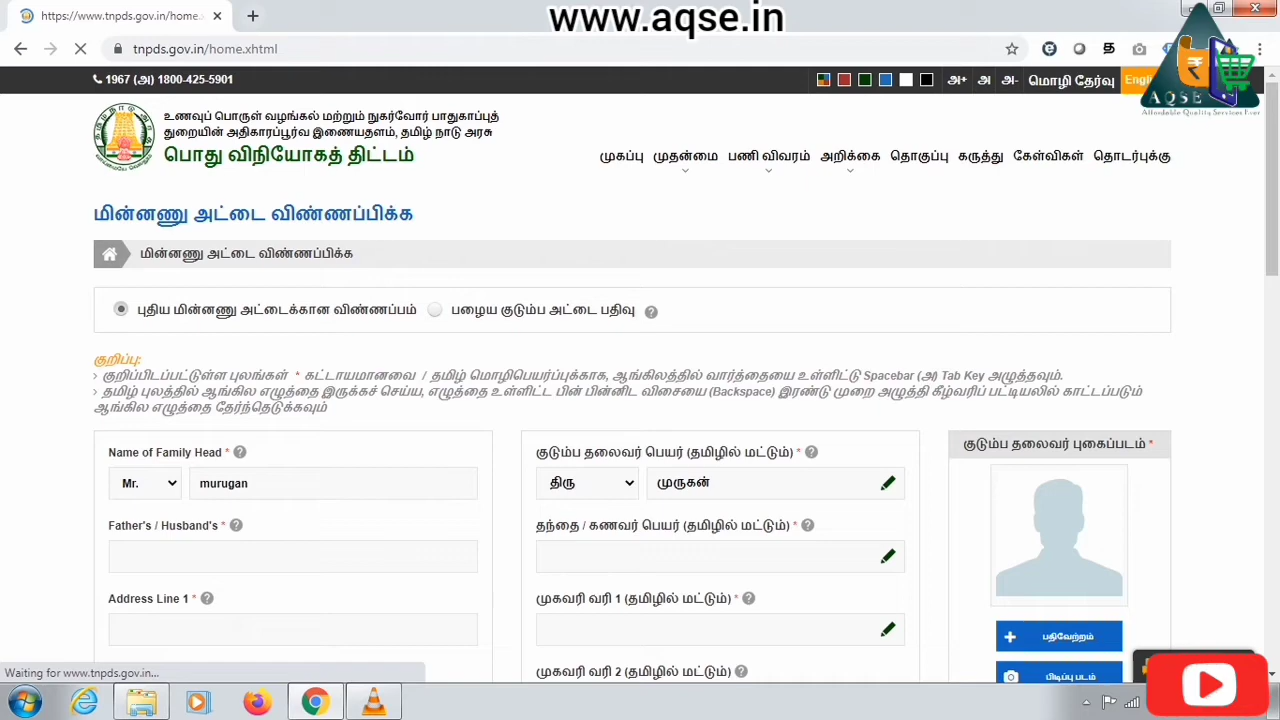 https://www.tnpds.gov.in/home.
www.aqse.in
tnpds.gov.in/home.xhtml
1967 (அ) 1800-425-5901
அ+ அ அ- மொழி தேர்வு
AQSE
Affordable Quality Services Ever
உணவுப் பொருள் வழங்கல் மற்றும் நுகர்வோர் பாதுகாப்புத்
துறையின் அதிகாரப்பூர்வ இணையதளம், தமிழ் நாடு அரசு
பொது விநியோகத் திட்டம்
முகப்பு முதன்மை பணி விவரம் அறிக்கை தொகுப்பு கருத்து கேள்விகள் தொடர்புக்கு
மின்னணு அட்டை விண்ணப்பிக்க
மின்னணு அட்டை விண்ணப்பிக்க
புதிய மின்னணு அட்டைக்கான விண்ணப்பம் பழைய குடும்ப அட்டை பதிவு
குறிப்பு:
› குறிப்பிடப்பட்டுள்ள புலங்கள் * கட்டாயமானவை / தமிழ் மொழிபெயர்ப்புக்காக, ஆங்கிலத்தில் வார்த்தையை உள்ளிட்டு Spacebar (அ) Tab Key அழுத்தவும்.
› தமிழ் புலத்தில் ஆங்கில எழுத்தை இருக்கச் செய்ய, எழுத்தை உள்ளிட்ட பின் பின்னிட விசையை (Backspace) இரண்டு முறை அழுத்தி கீழ்வரிப் பட்டியலில் காட்டப்படும்
ஆங்கில எழுத்தை தேர்ந்தெடுக்கவும்
Name of Family Head *
Mr. murugan
Father's / Husband's *
Address Line 1 *
குடும்ப தலைவர் பெயர் (தமிழில் மட்டும்) *
திரு முருகன்
தந்தை / கணவர் பெயர் (தமிழில் மட்டும்) *
முகவரி வரி 1 (தமிழில் மட்டும்) *
முகவரி வரி 2 (தமிழில் மட்டும்)
குடும்ப தலைவர் புகைப்படம் *
பதிவேற்றம்
பிடிப்பு படம்
Waiting for www.tnpds.gov.in...